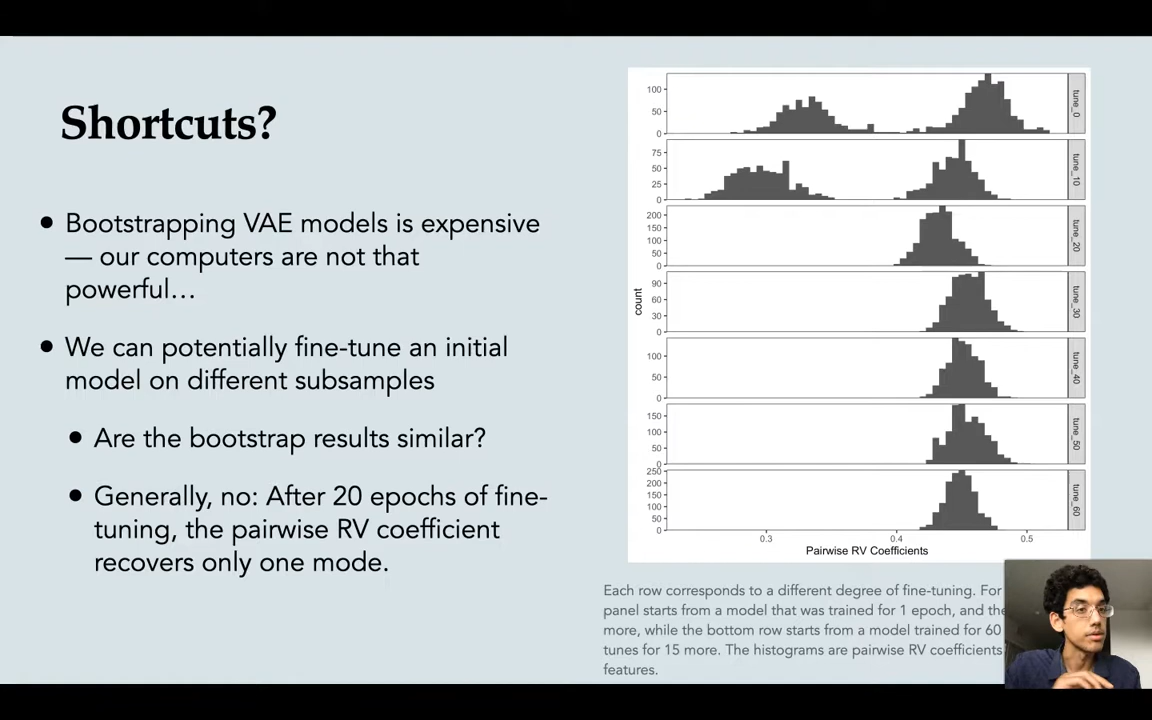 Shortcuts?
• Bootstrapping VAE models is expensive
— our computers are not that
powerful…
• We can potentially fine-tune an initial
model on different subsamples
• Are the bootstrap results similar?
• Generally, no: After 20 epochs of fine-
tuning, the pairwise RV coefficient
recovers only one mode.
count
100
50
0
tune_0
75
50
25
0
tune_10
200
150
100
50
0
tune_20
90
60
30
0
tune_30
100
50
0
tune_40
150
100
50
0
tune_50
250
200
150
100
50
0
tune_60
0.3 0.4 0.5
Pairwise RV Coefficients
Each row corresponds to a different degree of fine-tuning. For
panel starts from a model that was trained for 1 epoch, and
more, while the bottom row starts from a model trained for 60
tunes for 15 more. The histograms are pairwise RV coefficients
features.